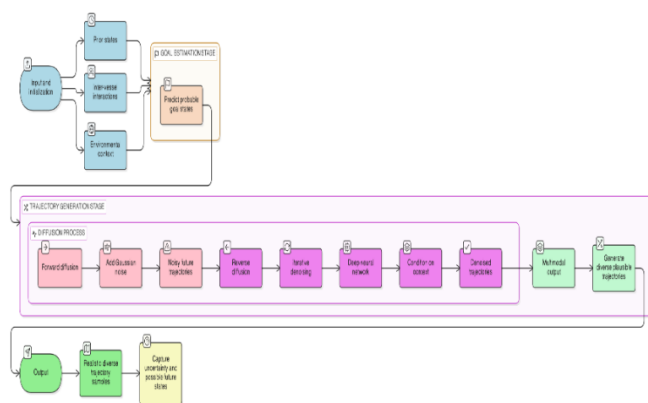 Prior states
GOAL ESTIMATION STAGE
Input and
initialization
Inter-vessel
interactions
Predict probable
goal states
Environmental
context
TRAJECTORY GENERATION STAGE
DIFFUSION PROCESS
Forward diffusion
Add Gaussian
noise
Noisy future
trajectories
Reverse
diffusion
Iterative
denoising
Deep neural
network
Condition on
context
Denoised
trajectories
Multimodal
output
Generate
diverse plausible
trajectories
Output
Realistic diverse
trajectory
samples
Capture
uncertainty and
possible future
states